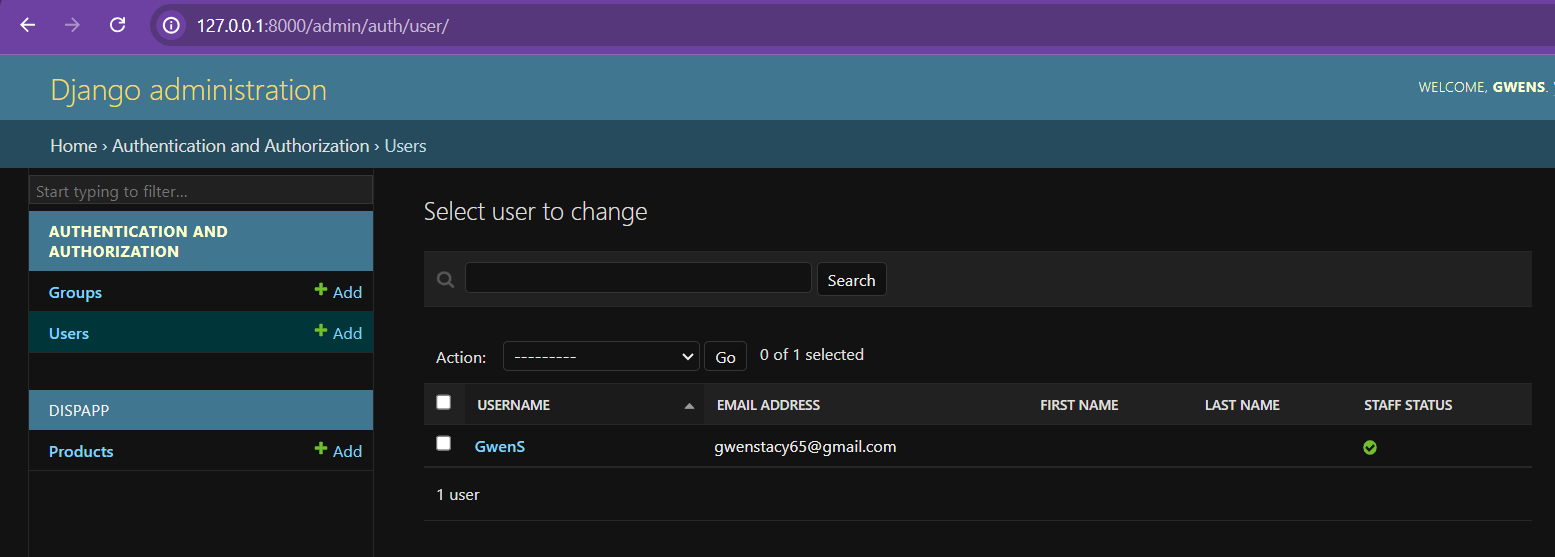 127.0.0.1:8000/admin/auth/user/
Django administration
WELCOME, GWENS.
Home › Authentication and Authorization › Users
Start typing to filter...
AUTHENTICATION AND
AUTHORIZATION
Groups
Add
Users
Add
DISPAPP
Products
Add
Select user to change
Search
Action:
---------
Go
0 of 1 selected
USERNAME
EMAIL ADDRESS
FIRST NAME
LAST NAME
STAFF STATUS
GwenS
gwenstacy65@gmail.com
1 user